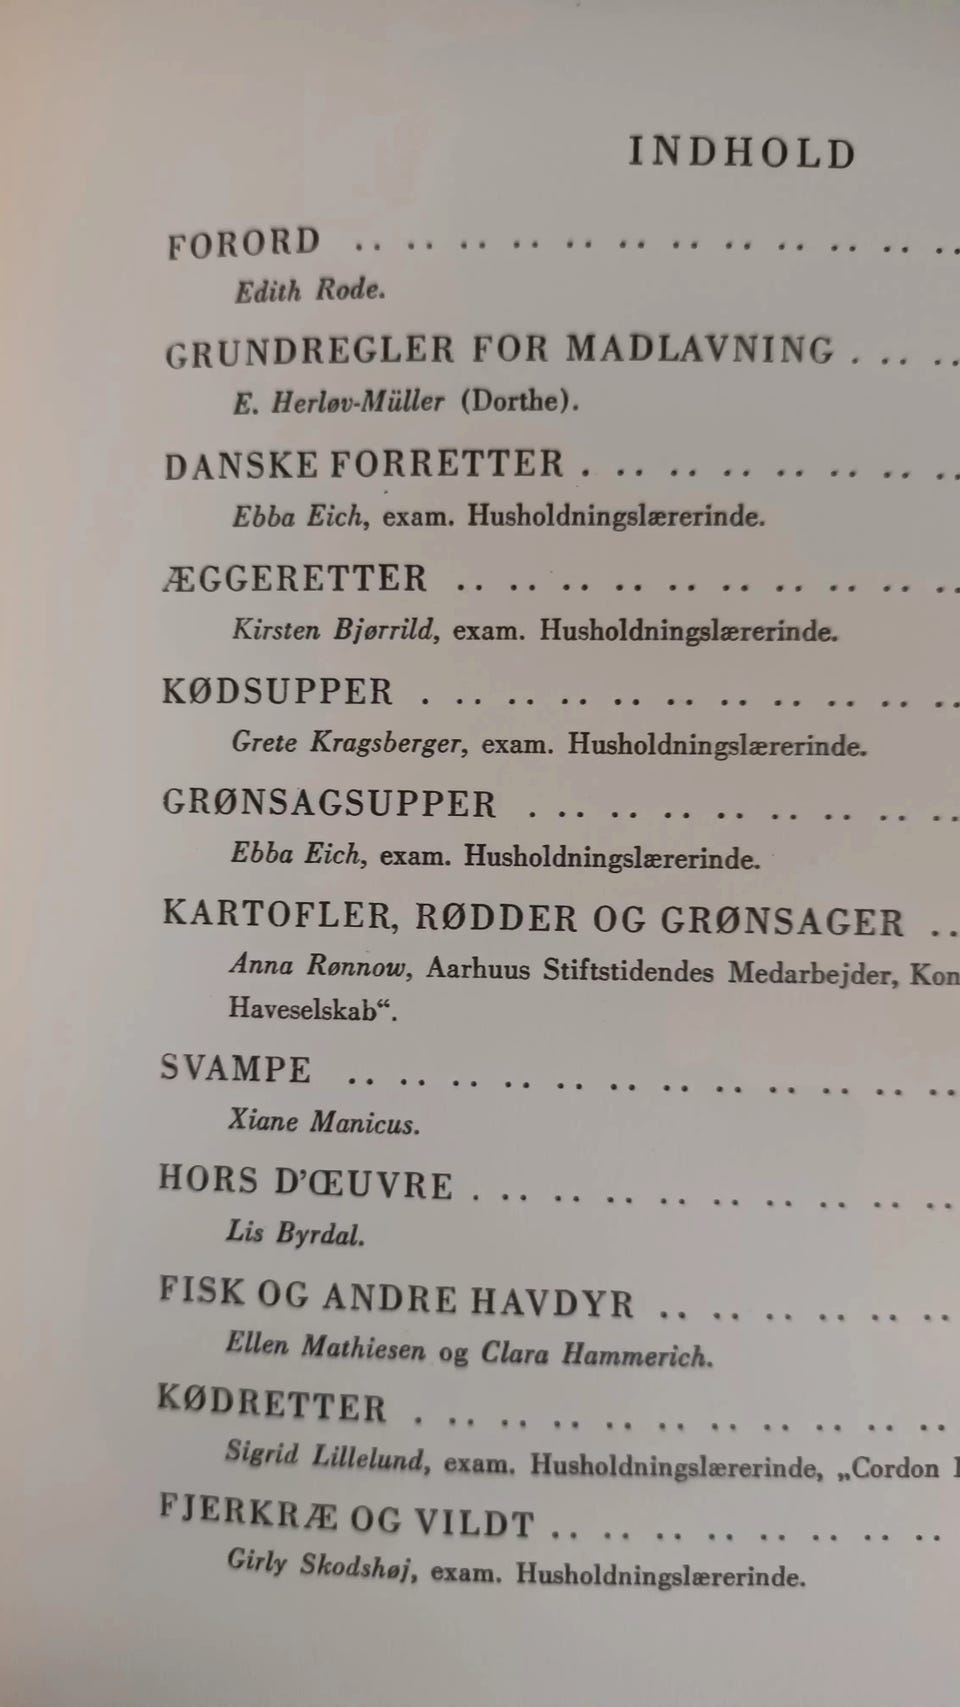 INDHOLD
FORORD .. .. .. .. .. .. .. .. .. .. .. ..
Edith Rode.
GRUNDREGLER FOR MADLAVNING . .. ..
E. Herløv-Müller (Dorthe).
DANSKE FORRETTER . .. .. .. .. .. .. ..
Ebba Eich, exam. Husholdningslærerinde.
ÆGGERETTER .. .. .. .. .. .. .. .. .. ..
Kirsten Bjørrild, exam. Husholdningslærerinde.
KØDSUPPER . .. .. .. .. .. .. .. .. .. ..
Grete Kragsberger, exam. Husholdningslærerinde.
GRØNSAGSUPPER . .. .. .. .. .. .. .. ..
Ebba Eich, exam. Husholdningslærerinde.
KARTOFLER, RØDDER OG GRØNSAGER ..
Anna Rønnow, Aarhuus Stiftstidendes Medarbejder, Kon
Haveselskab“.
SVAMPE .. .. .. .. .. .. .. .. .. .. .. ..
Xiane Manicus.
HORS D’ŒUVRE . .. .. .. .. .. .. .. .. ..
Lis Byrdal.
FISK OG ANDRE HAVDYR .. .. .. .. .. ..
Ellen Mathiesen og Clara Hammerich.
KØDRETTER . .. .. .. .. .. .. .. .. .. ..
Sigrid Lillelund, exam. Husholdningslærerinde, „Cordon
FJERKRÆ OG VILDT .. .. .. .. .. .. .. ..
Girly Skodshøj, exam. Husholdningslærerinde.